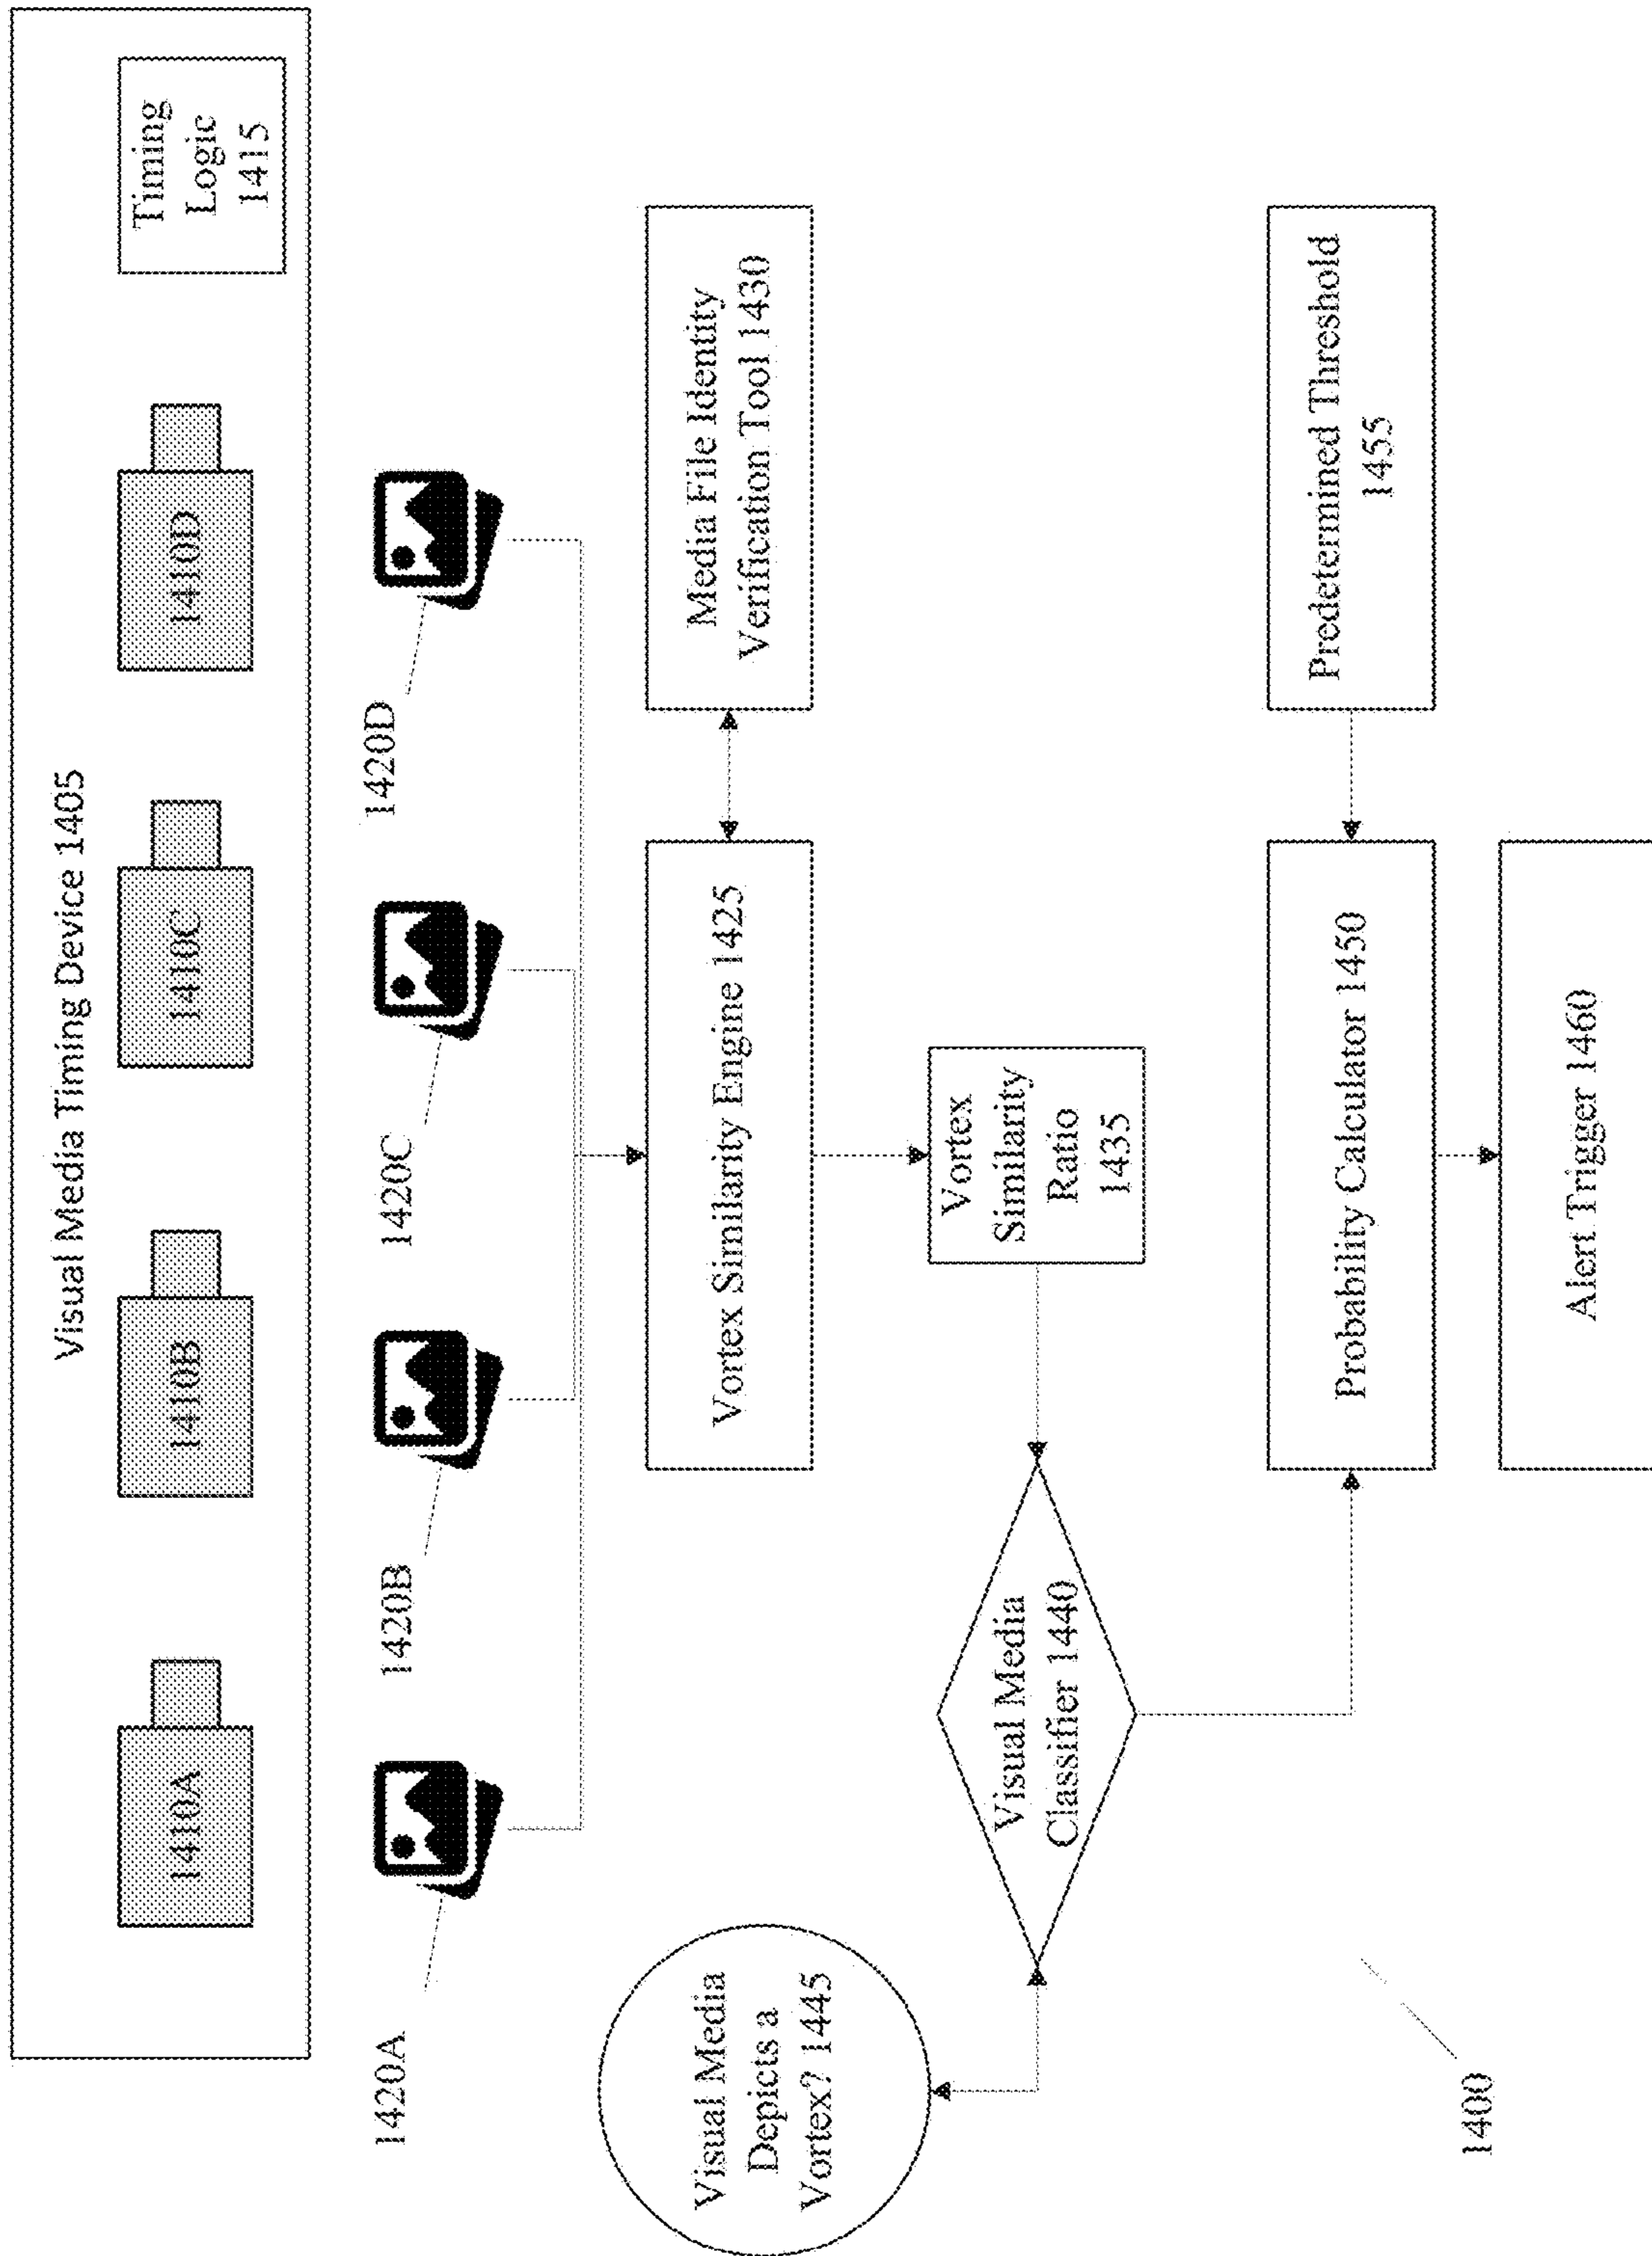 Visual Media Timing Device 1405
1410A
1410B
1410C
1410D
Timing
Logic
1415
1420A
1420B
1420C
1420D
Visual Media
Depicts a
Vortex? 1445
Vortex Similarity Engine 1425
Media File Identity
Verification Tool 1430
Vortex
Similarity
Ratio
1435
Visual Media
Classifier 1440
Probability Calculator 1450
Predetermined Threshold
1455
Alert Trigger 1460
1400